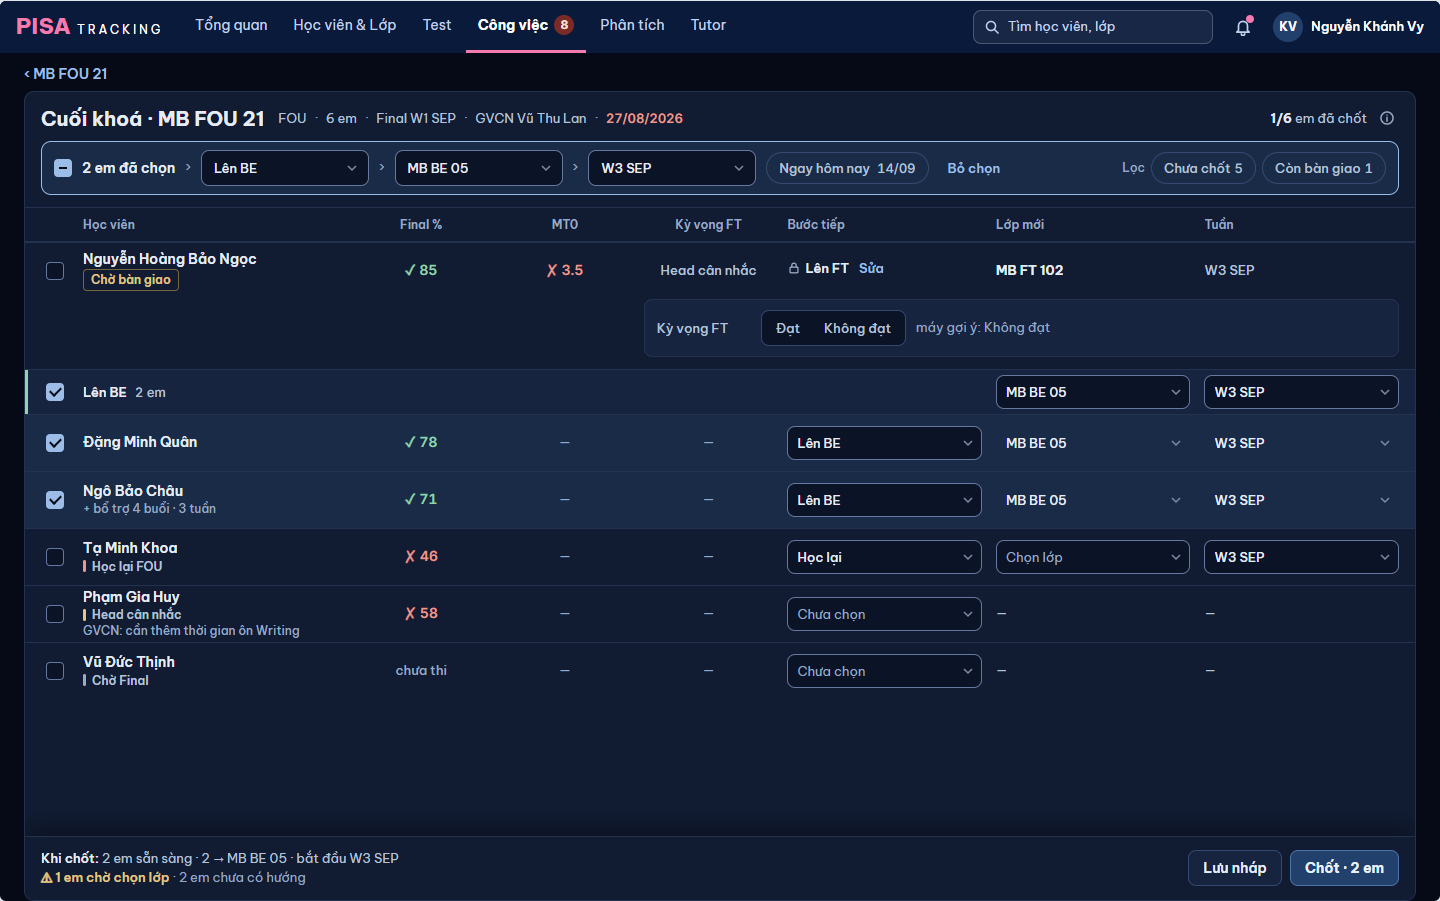 PISA TRACKING Tổng quan Học viên & Lớp Test Công việc 8 Phân tích Tutor Tìm học viên, lớp KV Nguyễn Khánh Vy
‹ MB FOU 21
Cuối khoá · MB FOU 21 FOU · 6 em · Final W1 SEP · GVCN Vũ Thu Lan · 27/08/2026 1/6 em đã chốt
2 em đã chọn › Lên BE › MB BE 05 › W3 SEP Ngay hôm nay 14/09 Bỏ chọn Lọc Chưa chốt 5 Còn bàn giao 1
Học viên Final % MT0 Kỳ vọng FT Bước tiếp Lớp mới Tuần
Nguyễn Hoàng Bảo Ngọc
Chờ bàn giao
✓ 85 ✗ 3.5 Head cân nhắc Lên FT Sửa MB FT 102 W3 SEP
Kỳ vọng FT Đạt Không đạt máy gợi ý: Không đạt
Lên BE 2 em MB BE 05 W3 SEP
Đặng Minh Quân ✓ 78 — — Lên BE MB BE 05 W3 SEP
Ngô Bảo Châu
+ bổ trợ 4 buổi · 3 tuần
✓ 71 — — Lên BE MB BE 05 W3 SEP
Tạ Minh Khoa
Học lại FOU
✗ 46 — — Học lại Chọn lớp W3 SEP
Phạm Gia Huy
Head cân nhắc
GVCN: cần thêm thời gian ôn Writing
✗ 58 — — Chưa chọn — —
Vũ Đức Thịnh
Chờ Final
chưa thi — — Chưa chọn — —
Khi chốt: 2 em sẵn sàng · 2 → MB BE 05 · bắt đầu W3 SEP
⚠ 1 em chờ chọn lớp · 2 em chưa có hướng
Lưu nháp Chốt · 2 em